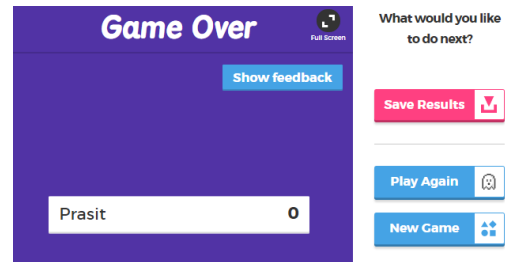 Game Over
Full Screen
Show feedback
Prasit 0
What would you like
to do next?
Save Results
Play Again
New Game